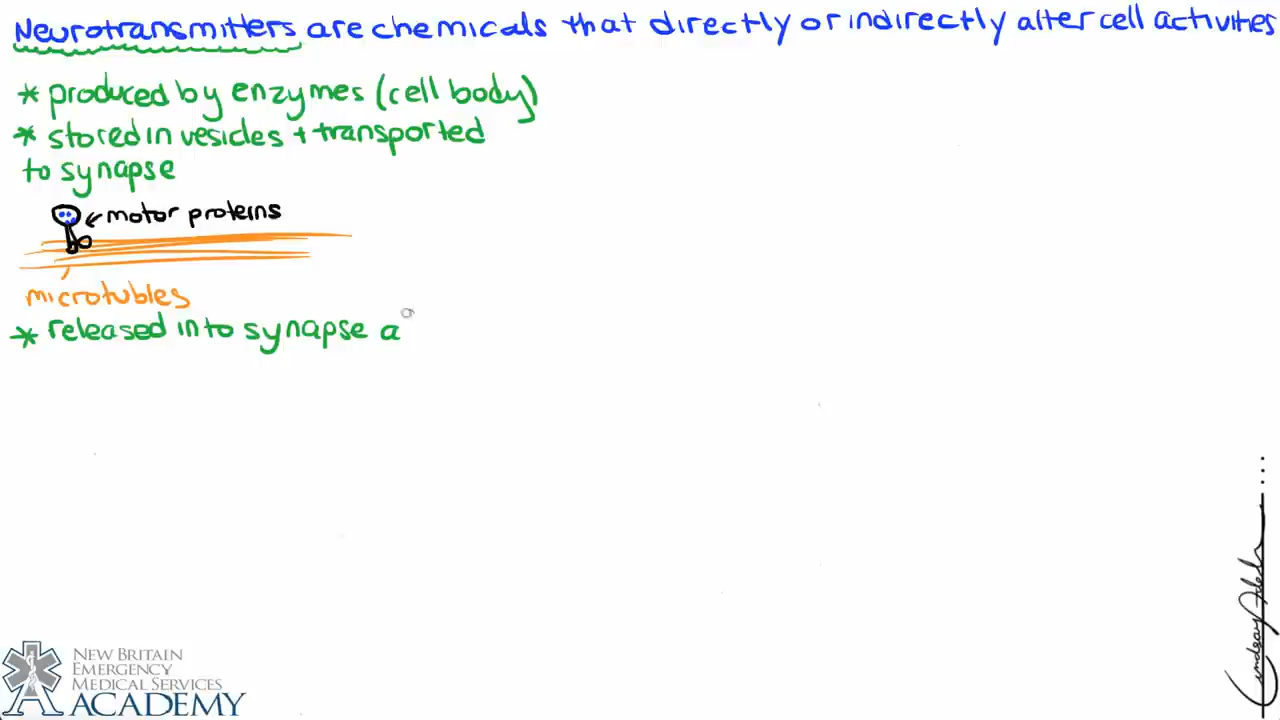 Neurotransmitters are chemicals that directly or indirectly alter cell activities
* produced by enzymes (cell body)
* stored in vesicles + transported
to synapse
motor proteins
microtubles
* released into synapse a
NEW BRITAIN
EMERGENCY
MEDICAL SERVICES
ACADEMY